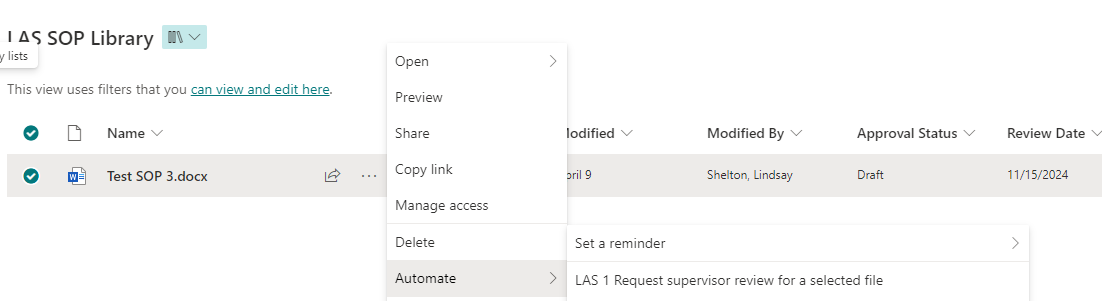 LAS SOP Library
y lists
This view uses filters that you can view and edit here.
Name
Modified
Modified By
Approval Status
Review Date
Test SOP 3.docx
April 9
Shelton, Lindsay
Draft
11/15/2024
Open
Preview
Share
Copy link
Manage access
Delete
Automate
Set a reminder
LAS 1 Request supervisor review for a selected file